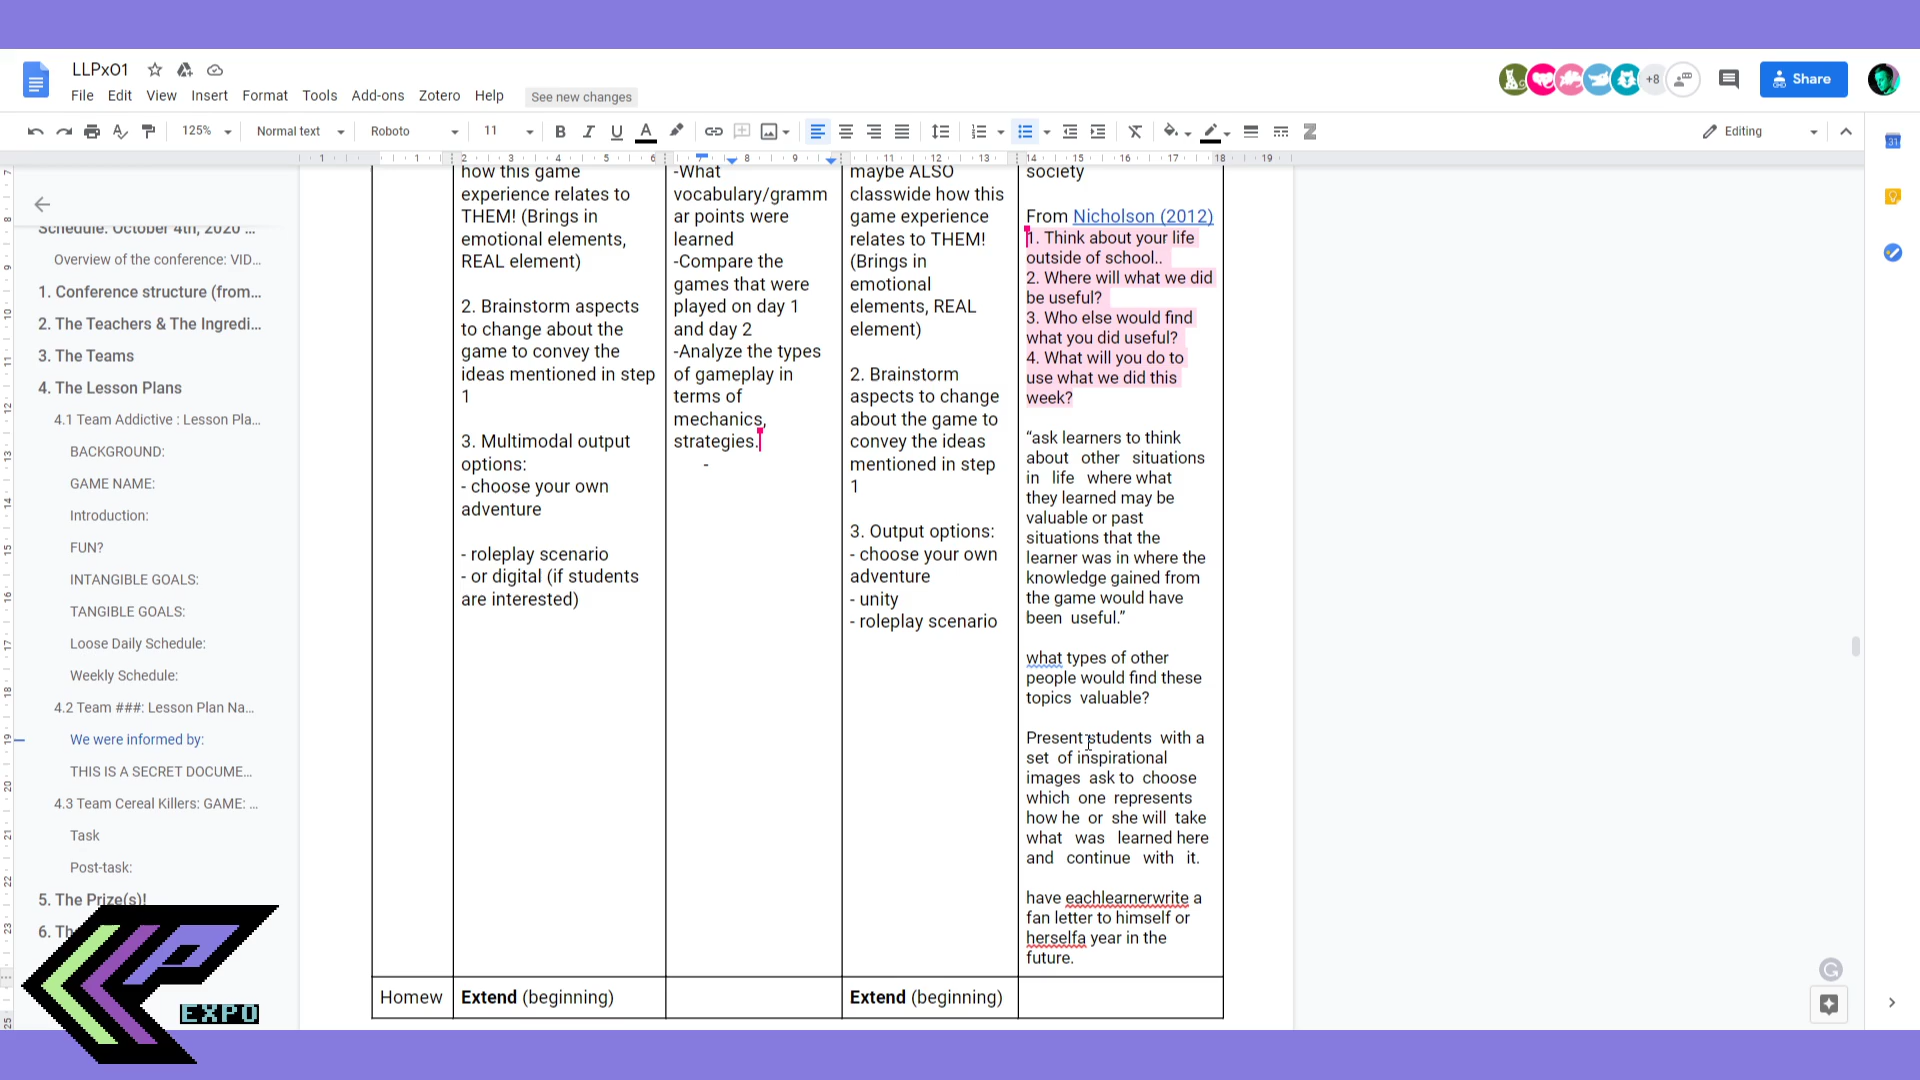 LLPx01
File Edit View Insert Format Tools Add-ons Zotero Help See new changes
+8
Share
125% Normal text Roboto 11 Editing
Schedule: October 4th, 2020 ...
Overview of the conference: VID...
1. Conference structure (from...
2. The Teachers & The Ingredi...
3. The Teams
4. The Lesson Plans
4.1 Team Addictive : Lesson Pla...
BACKGROUND:
GAME NAME:
Introduction:
FUN?
INTANGIBLE GOALS:
TANGIBLE GOALS:
Loose Daily Schedule:
Weekly Schedule:
4.2 Team ###: Lesson Plan Na...
We were informed by:
THIS IS A SECRET DOCUME...
4.3 Team Cereal Killers: GAME: ...
Task
Post-task:
5. The Prize(s)!
6. Th
EXPO
how this game
experience relates to
THEM! (Brings in
emotional elements,
REAL element)
2. Brainstorm aspects
to change about the
game to convey the
ideas mentioned in step
1
3. Multimodal output
options:
- choose your own
adventure
- roleplay scenario
- or digital (if students
are interested)
-What
vocabulary/gramm
ar points were
learned
-Compare the
games that were
played on day 1
and day 2
-Analyze the types
of gameplay in
terms of
mechanics,
strategies.
-
maybe ALSO
classwide how this
game experience
relates to THEM!
(Brings in
emotional
elements, REAL
element)
2. Brainstorm
aspects to change
about the game to
convey the ideas
mentioned in step
1
3. Output options:
- choose your own
adventure
- unity
- roleplay scenario
society
From Nicholson (2012)
1. Think about your life
outside of school..
2. Where will what we did
be useful?
3. Who else would find
what you did useful?
4. What will you do to
use what we did this
week?
“ask learners to think
about other situations
in life where what
they learned may be
valuable or past
situations that the
learner was in where the
knowledge gained from
the game would have
been useful.”
what types of other
people would find these
topics valuable?
Present students with a
set of inspirational
images ask to choose
which one represents
how he or she will take
what was learned here
and continue with it.
have eachlearnerwrite a
fan letter to himself or
herselfa year in the
future.
Homew Extend (beginning) Extend (beginning)